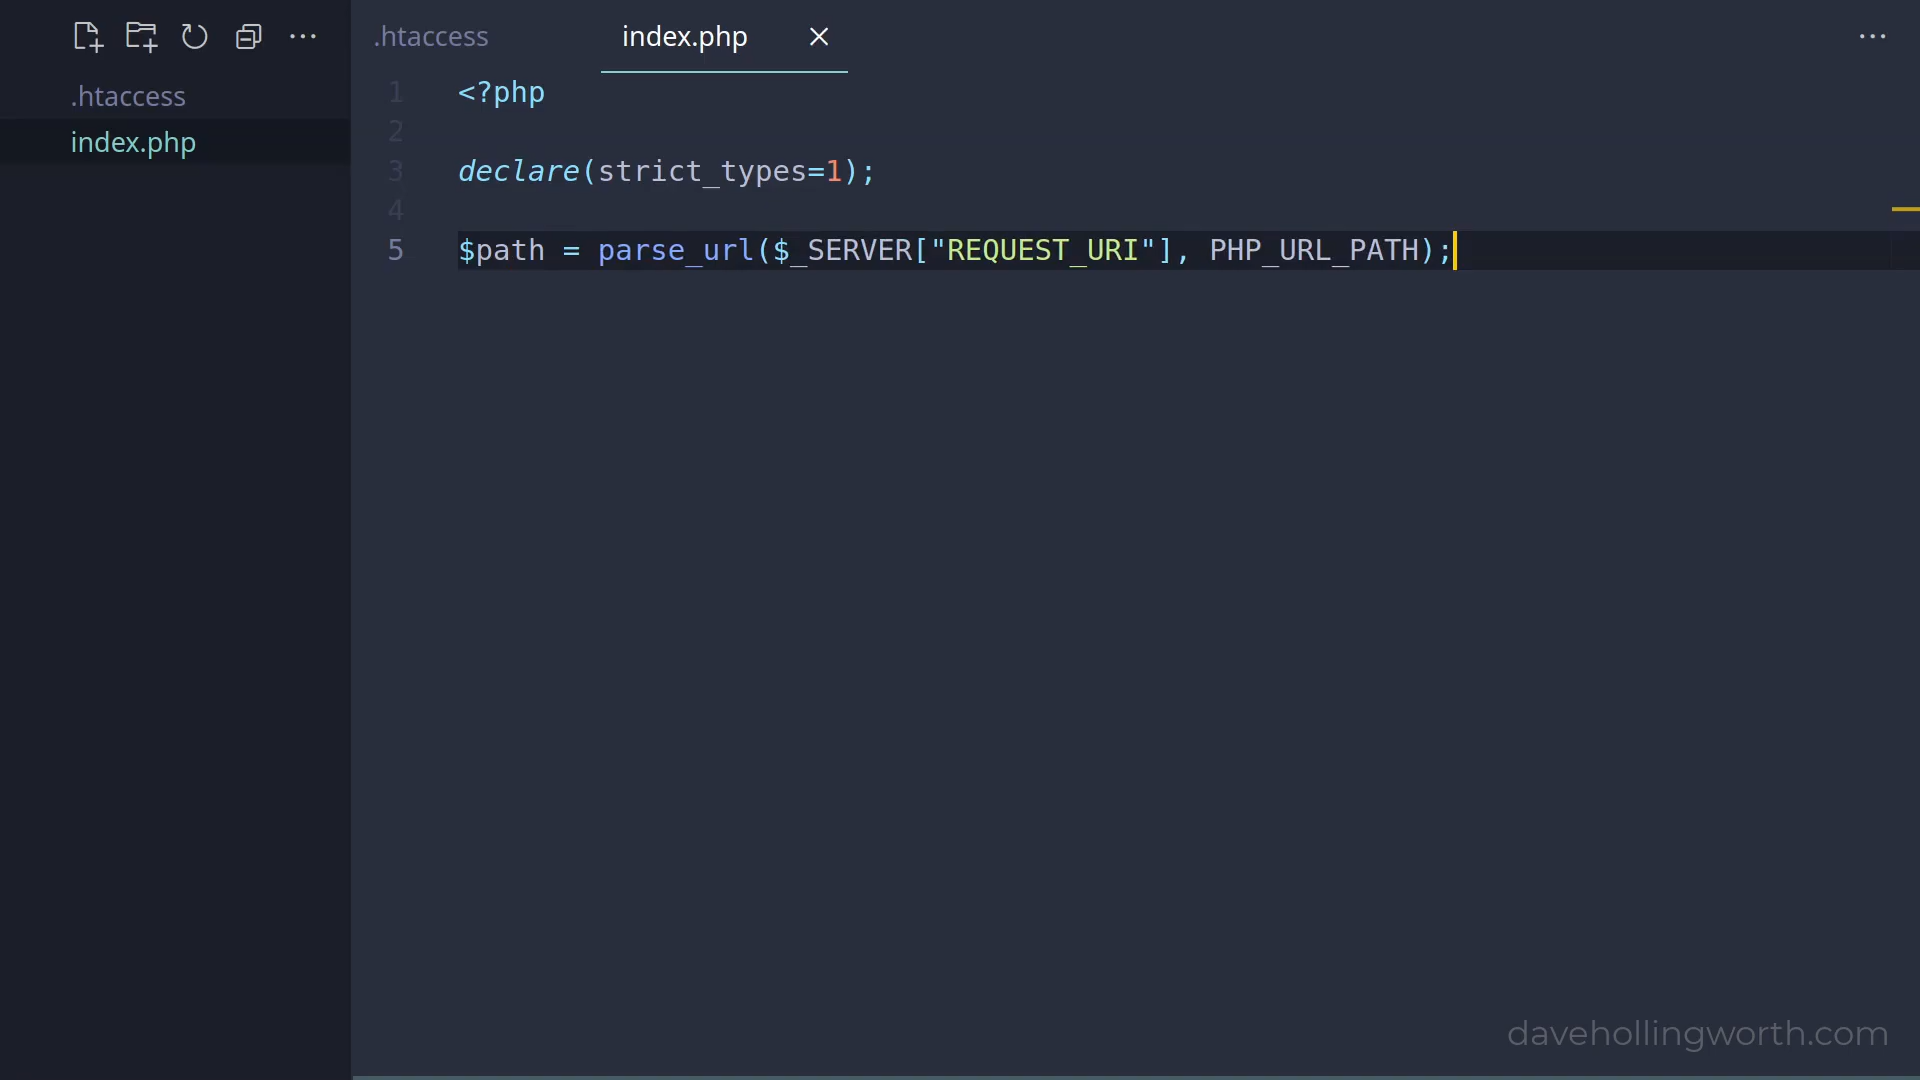 .htaccess
index.php
.htaccess
index.php
1 <?php
2
3 declare(strict_types=1);
4
5 $path = parse_url($_SERVER["REQUEST_URI"], PHP_URL_PATH);
davehollingworth.com